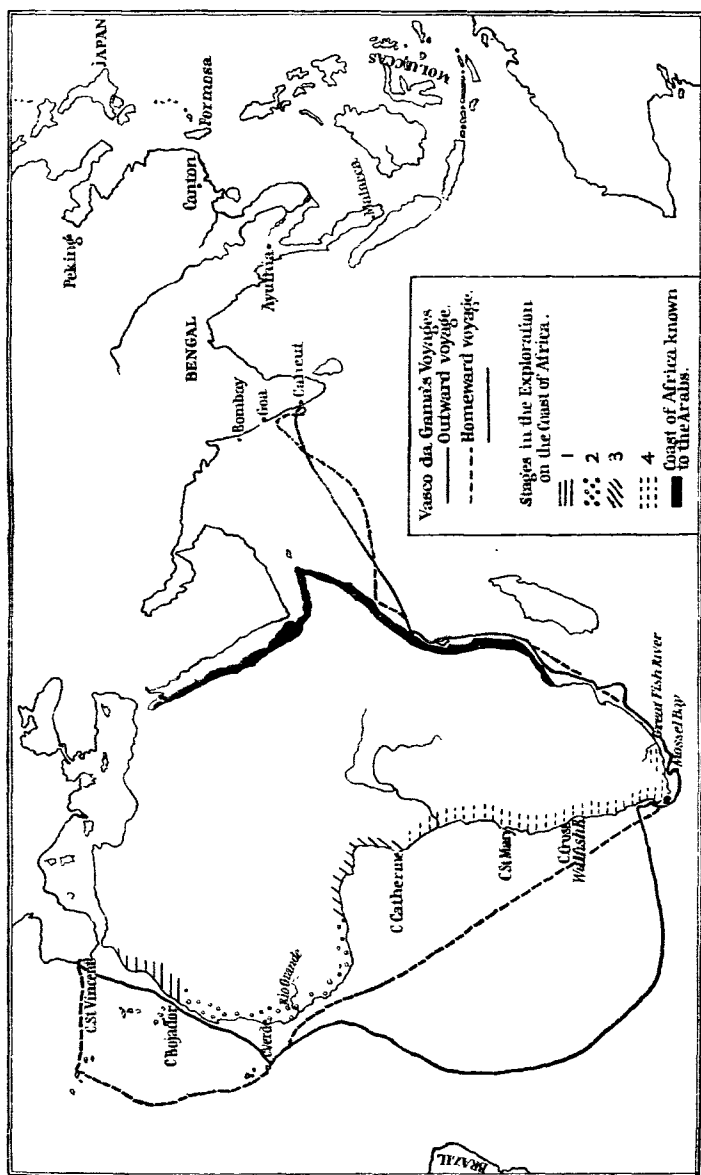 JAPAN
Peking
Formosa
Canton
MOLUCCAS
Malacca
Ayuthia
BENGAL
Bombay
Goa
Calicut
Vasco da Gama's Voyages
Outward voyage.
Homeward voyage.
Stages in the Exploration
on the Coast of Africa.
1
2
3
4
Coast of Africa known
to the Arabs.
C.St Vincent
C Bojador
C.Verde
Rio Grande
C Catherine
C.St Mary
C.Cross
Great Fish River
Mossel Bay
BRAZIL